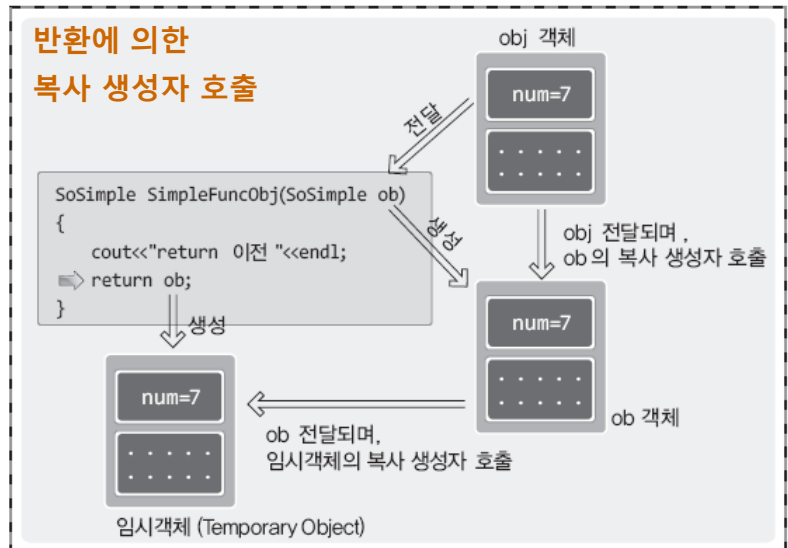 반환에 의한
복사 생성자 호출
obj 객체
num=7
. . . . .
. . . . .
전달
SoSimple SimpleFuncObj(SoSimple ob)
{
cout<<"return 이전 "<<endl;
return ob;
}
생성
obj 전달되며,
ob의 복사 생성자 호출
생성
num=7
. . . . .
. . . . .
ob 객체
num=7
. . . . .
. . . . .
ob 전달되며,
임시객체의 복사 생성자 호출
임시객체 (Temporary Object)